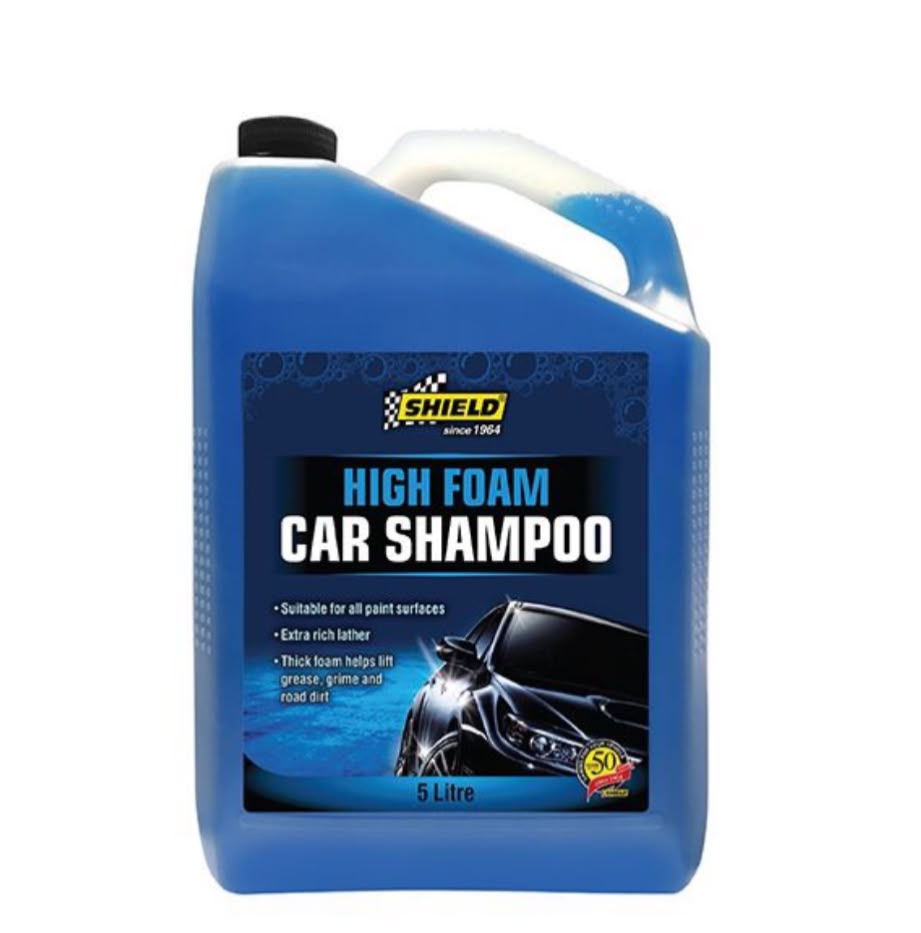 SHIELD
since 1964
HIGH FOAM
CAR SHAMPOO
• Suitable for all paint surfaces
• Extra rich lather
• Thick foam helps lift
grease, grime and
road dirt
50
SHIELD
5 Litre